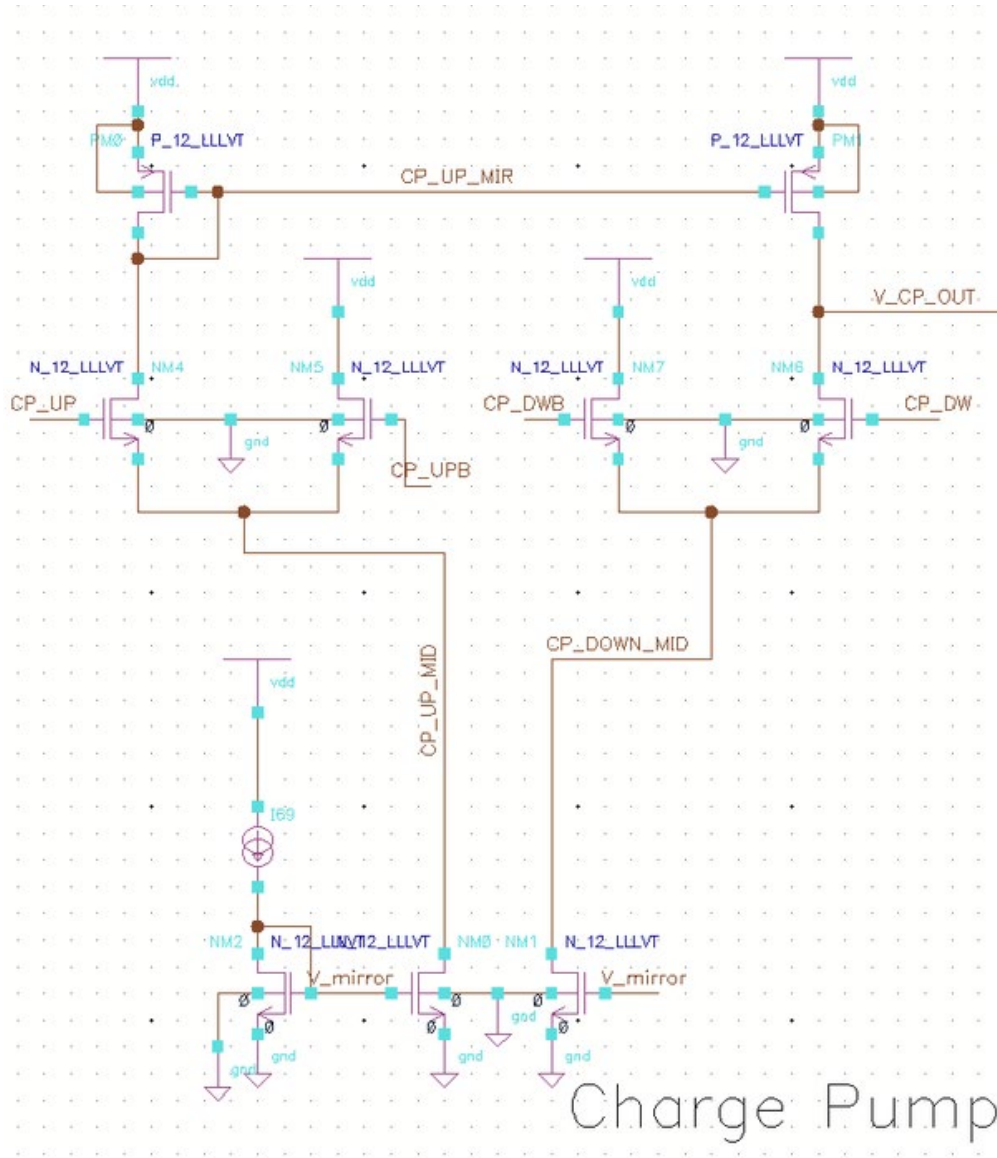 vdd vdd
PM0 P_12_LLLVT P_12_LLLVT PM1
CP_UP_MIR
vdd vdd
V_CP_OUT
N_12_LLLVT NM4 NM5 N_12_LLLVT N_12_LLLVT NM7 NM6 N_12_LLLVT
CP_UP CP_DWB CP_DW
Ø Ø Ø Ø
gnd gnd
CP_UPB
CP_DOWN_MID
CP_UP_MID
vdd
I69
NM2 N_12_LLLVT N_12_LLLVT NM0 NM1 N_12_LLLVT
V_mirror V_mirror
Ø Ø Ø
gnd
Ø Ø Ø
gnd gnd gnd gnd
Charge Pump